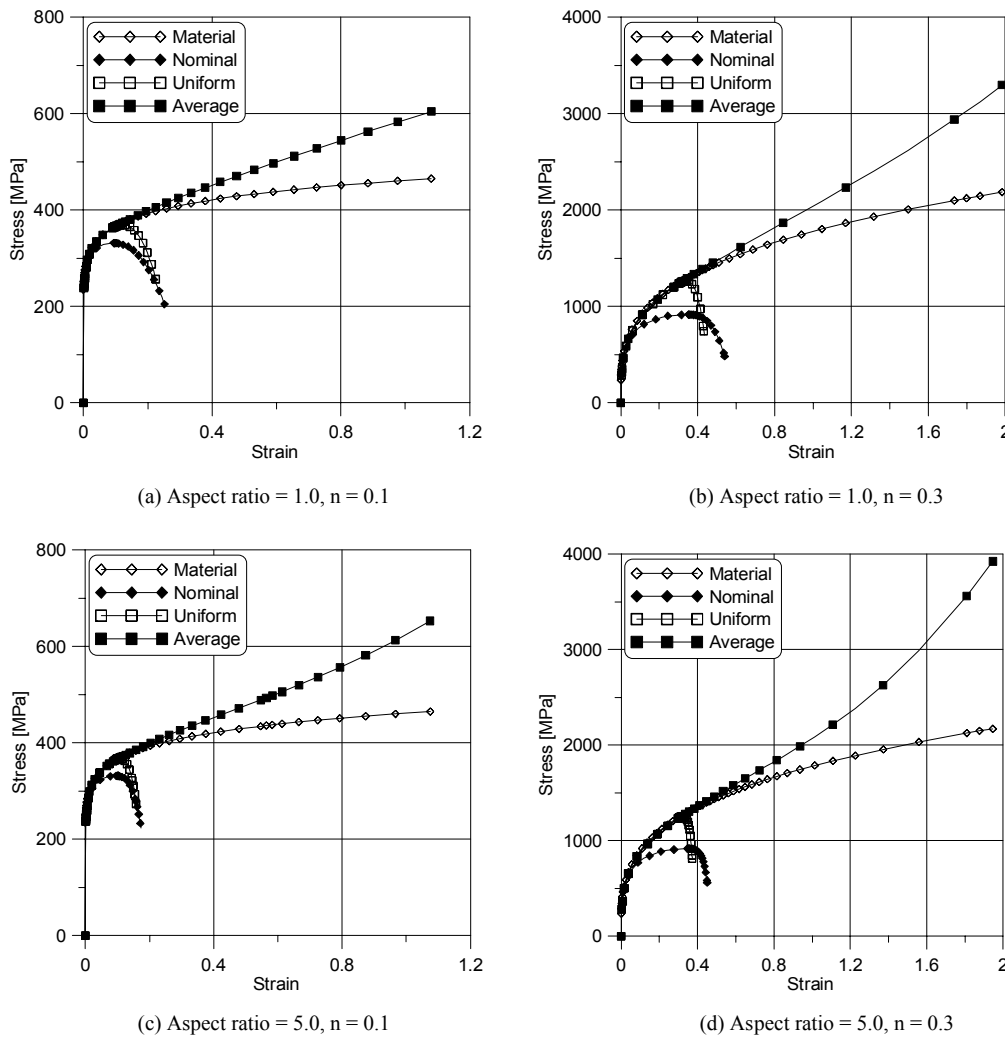 800
600
400
200
0
Stress [MPa]
Material
Nominal
Uniform
Average
0
0.4
0.8
1.2
Strain
(a) Aspect ratio = 1.0, n = 0.1
4000
3000
2000
1000
0
Stress [MPa]
Material
Nominal
Uniform
Average
0
0.4
0.8
1.2
1.6
2
Strain
(b) Aspect ratio = 1.0, n = 0.3
800
600
400
200
0
Stress [MPa]
Material
Nominal
Uniform
Average
0
0.4
0.8
1.2
Strain
(c) Aspect ratio = 5.0, n = 0.1
4000
3000
2000
1000
0
Stress [MPa]
Material
Nominal
Uniform
Average
0
0.4
0.8
1.2
1.6
2
Strain
(d) Aspect ratio = 5.0, n = 0.3